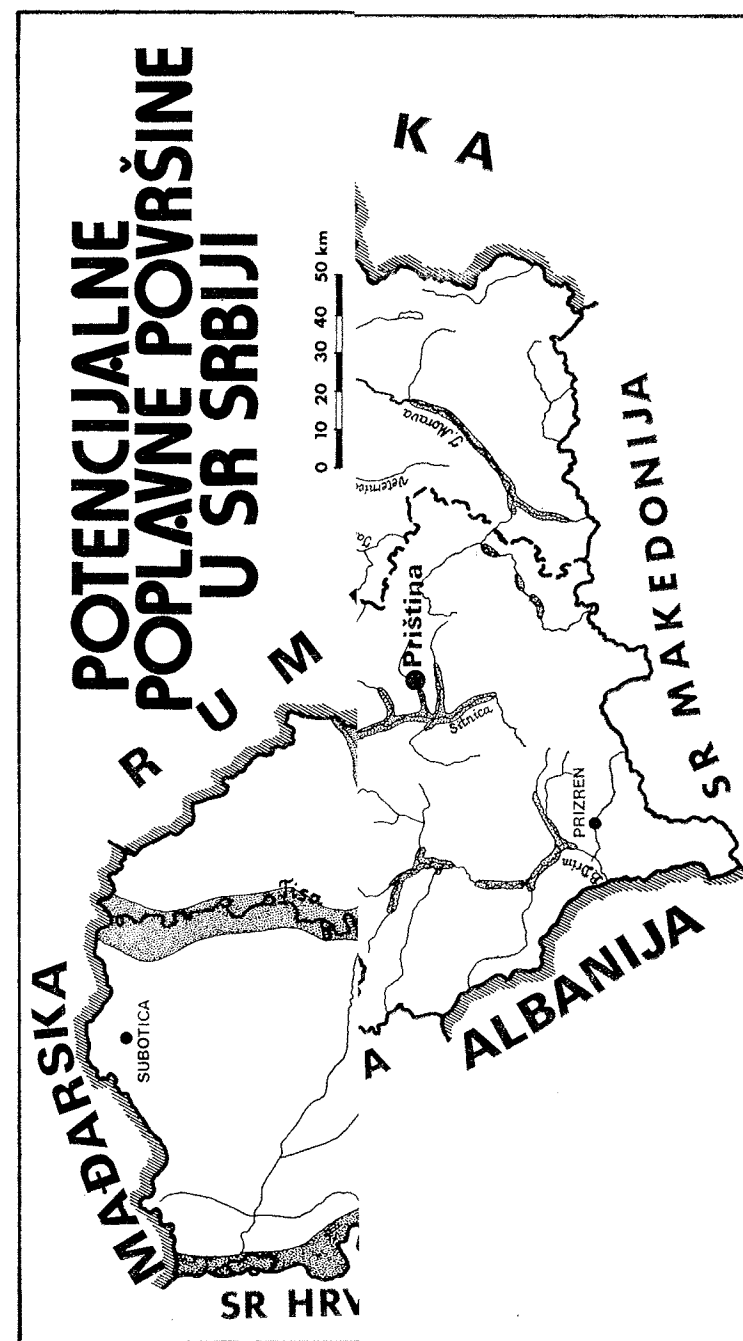 POTENCIJALNE
POPLAVNE POVRŠINE
U SR SRBIJI
0 10 20 30 40 50 km
MAĐARSKA
SUBOTICA
Tisa
R U M
SR HRV
K A
J. Morava
Veternica
Ja
Priština
Sitnica
PRIZREN
B. Drim
A
ALBANIJA
SR MAKEDONIJA